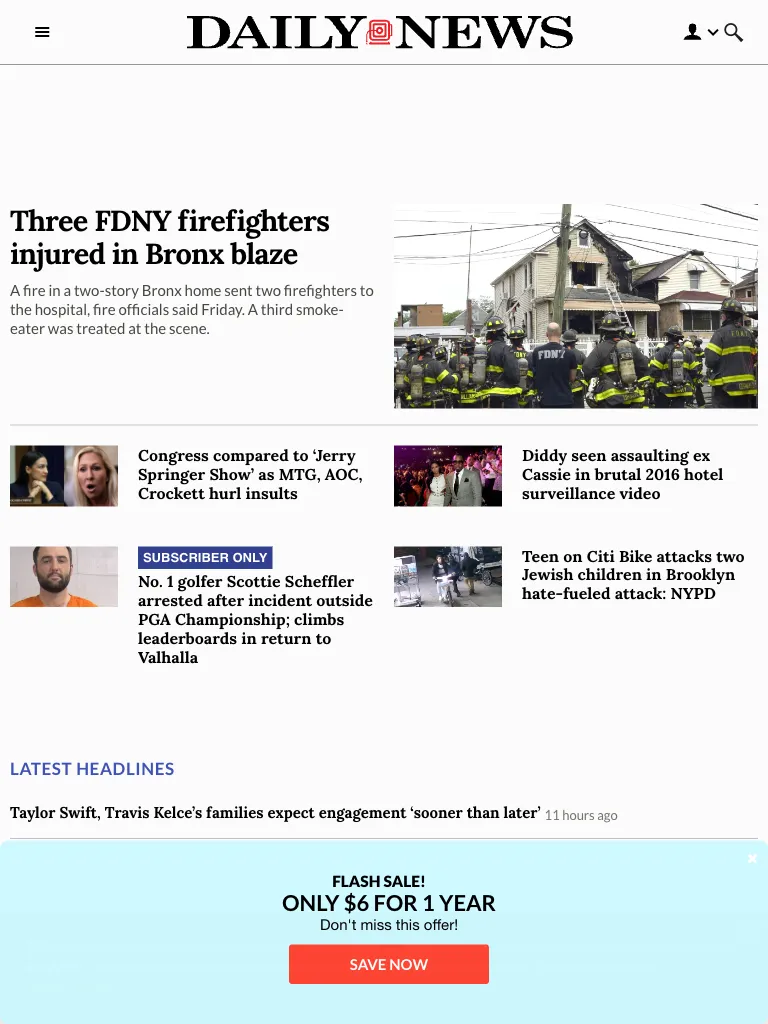 DAILY NEWS
Three FDNY firefighters
injured in Bronx blaze
A fire in a two-story Bronx home sent two firefighters to
the hospital, fire officials said Friday. A third smoke-
eater was treated at the scene.
FDNY
Congress compared to ‘Jerry
Springer Show’ as MTG, AOC,
Crockett hurl insults
Diddy seen assaulting ex
Cassie in brutal 2016 hotel
surveillance video
SUBSCRIBER ONLY
No. 1 golfer Scottie Scheffler
arrested after incident outside
PGA Championship; climbs
leaderboards in return to
Valhalla
Teen on Citi Bike attacks two
Jewish children in Brooklyn
hate-fueled attack: NYPD
LATEST HEADLINES
Taylor Swift, Travis Kelce’s families expect engagement ‘sooner than later’ 11 hours ago
FLASH SALE!
ONLY $6 FOR 1 YEAR
Don't miss this offer!
SAVE NOW